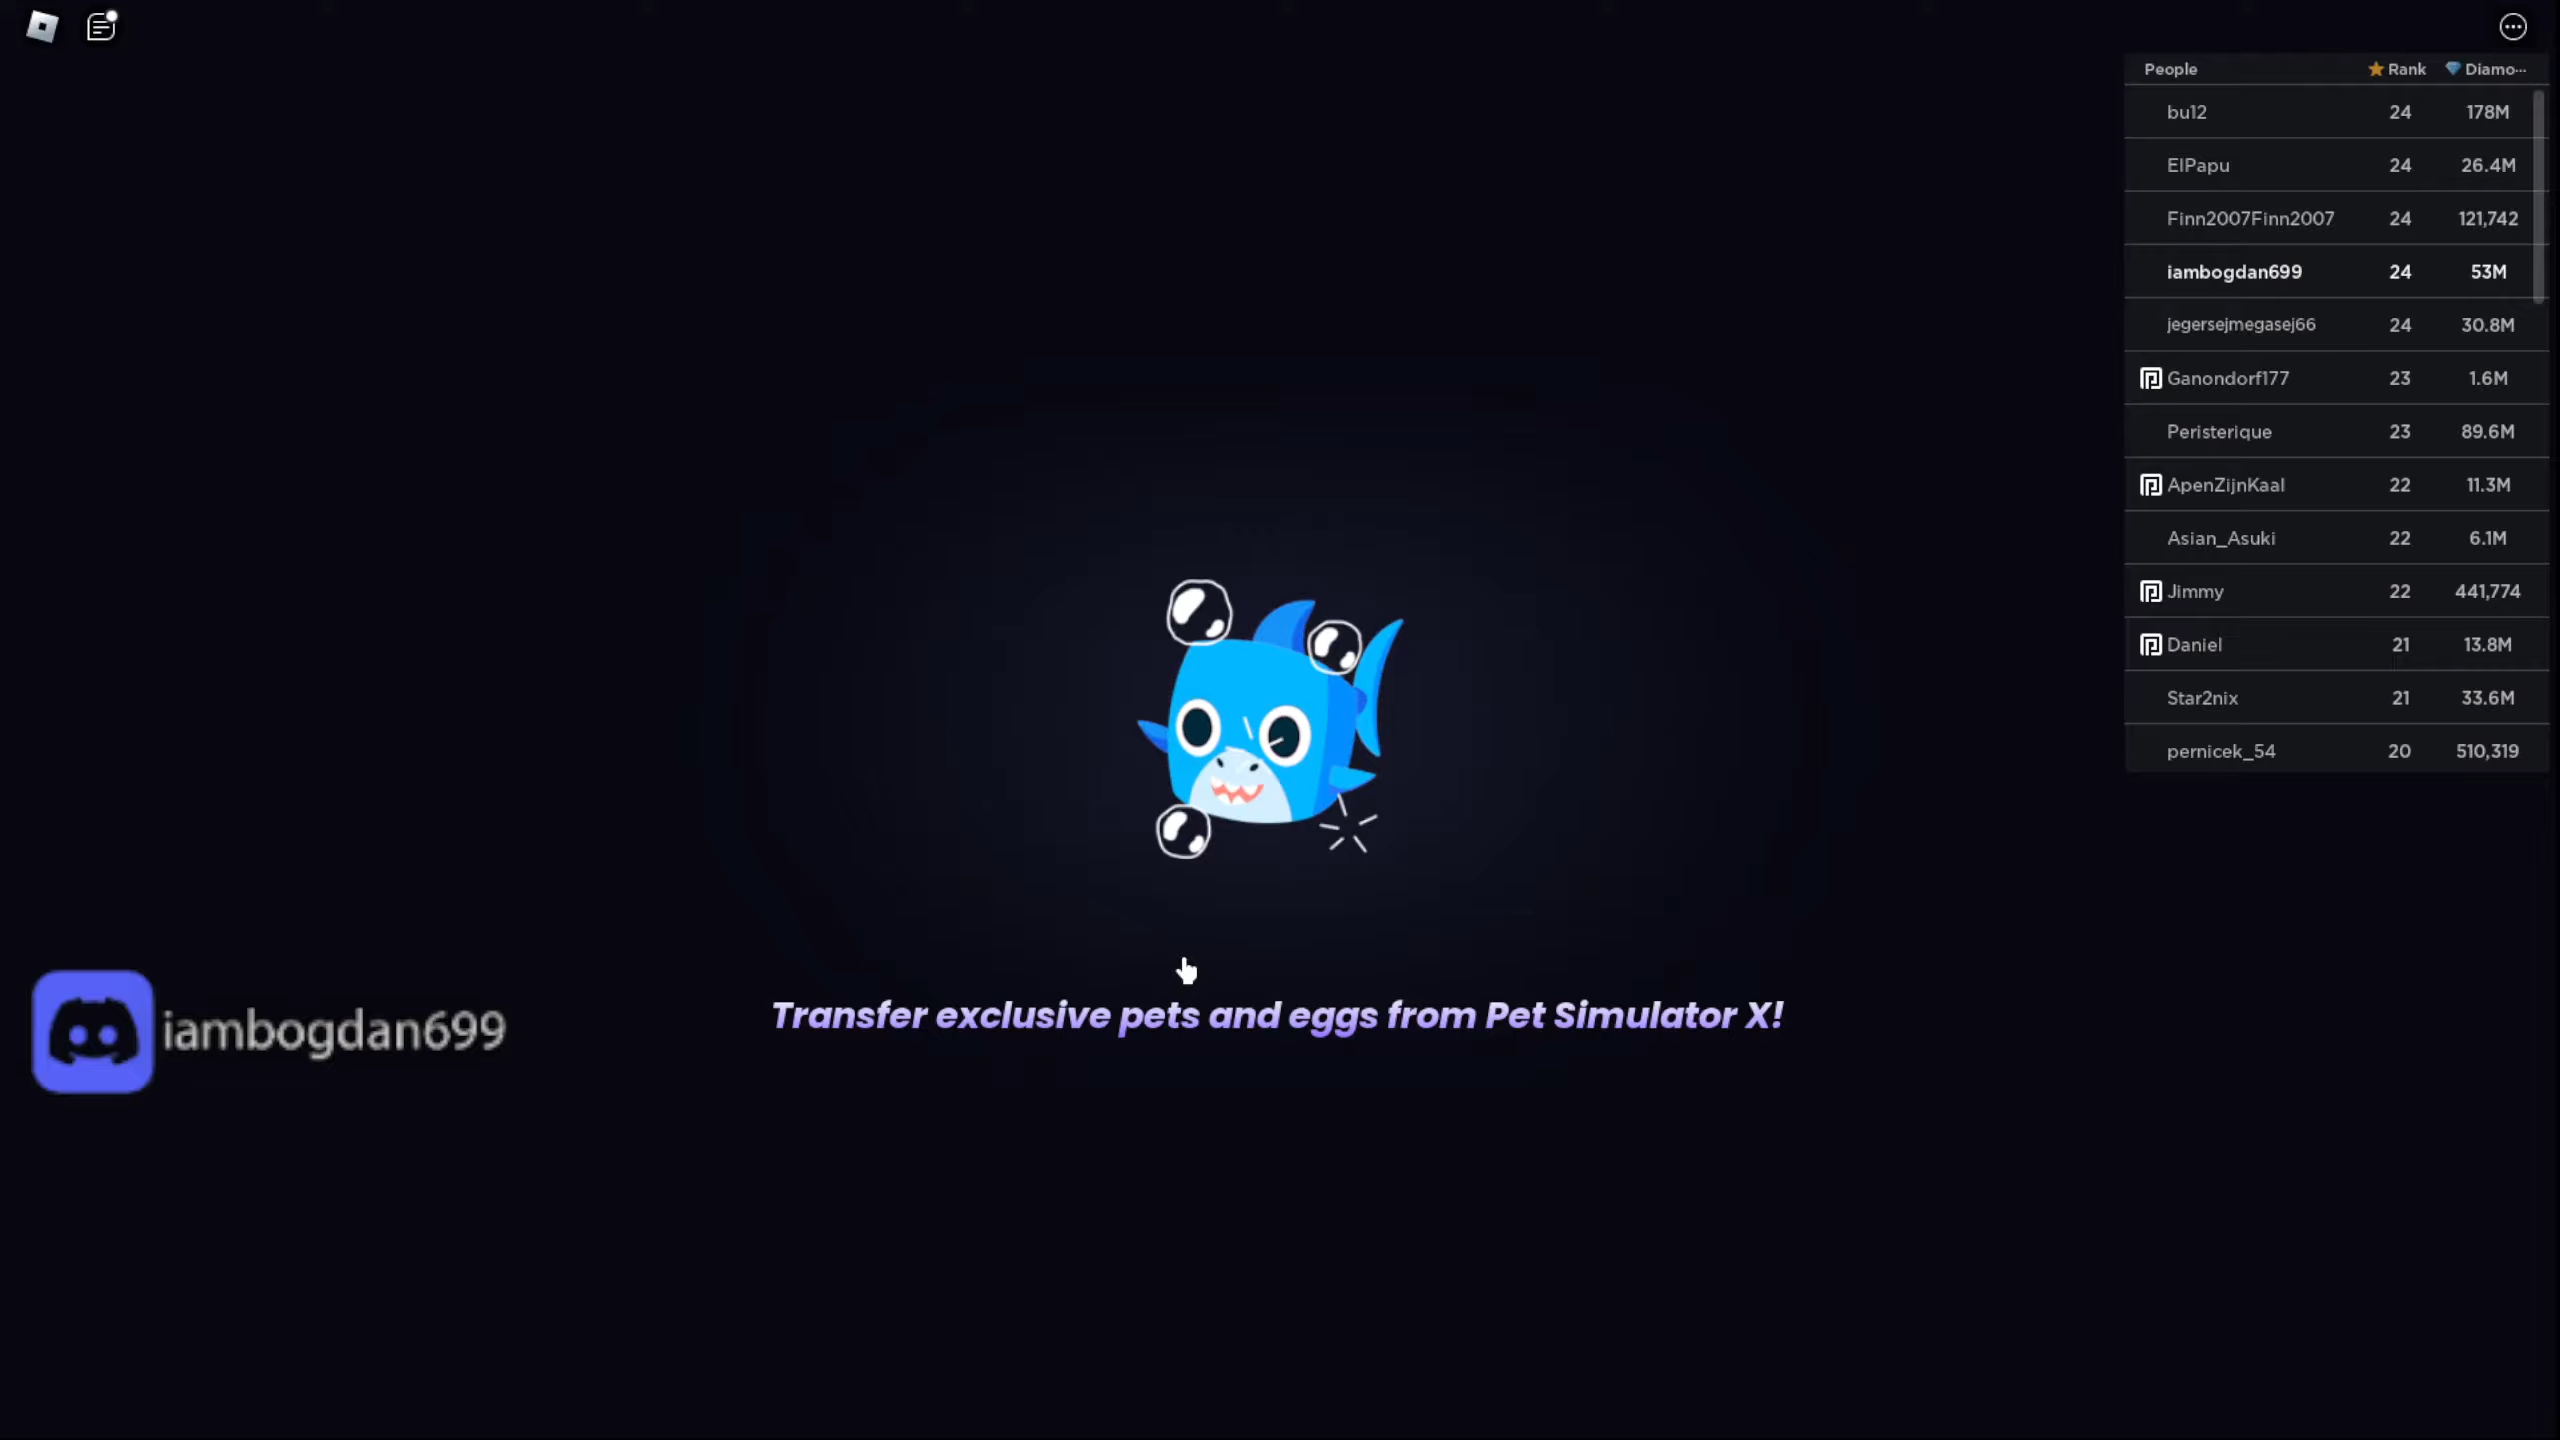 People Rank Diamo...
bu12 24 178M
ElPapu 24 26.4M
Finn2007Finn2007 24 121,742
iambogdan699 24 53M
jegersejmegasej66 24 30.8M
Ganondorf177 23 1.6M
Peristerique 23 89.6M
ApenZijnKaal 22 11.3M
Asian_Asuki 22 6.1M
Jimmy 22 441,774
Daniel 21 13.8M
Star2nix 21 33.6M
pernicek_54 20 510,319
Transfer exclusive pets and eggs from Pet Simulator X!
iambogdan699